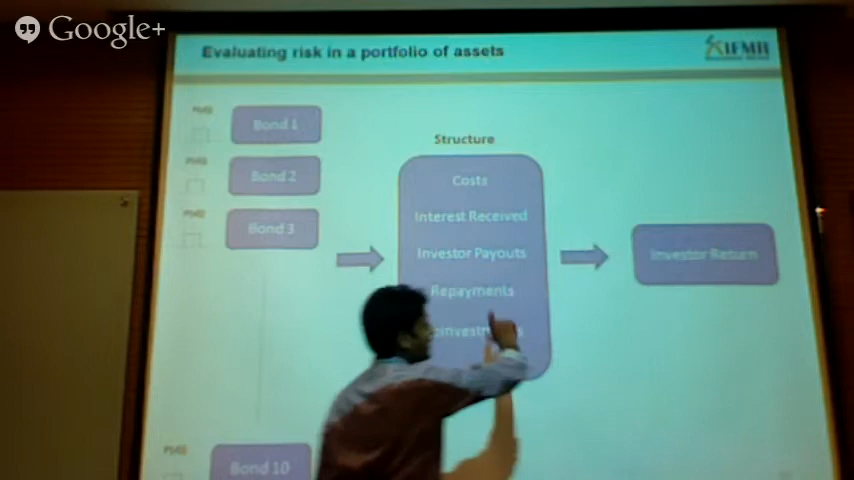 Google+
Evaluating risk in a portfolio of assets
IFMR
Bond 1
Bond 2
Bond 3
Bond 10
Structure
Costs
Interest Received
Investor Payouts
Repayments
Investor Return